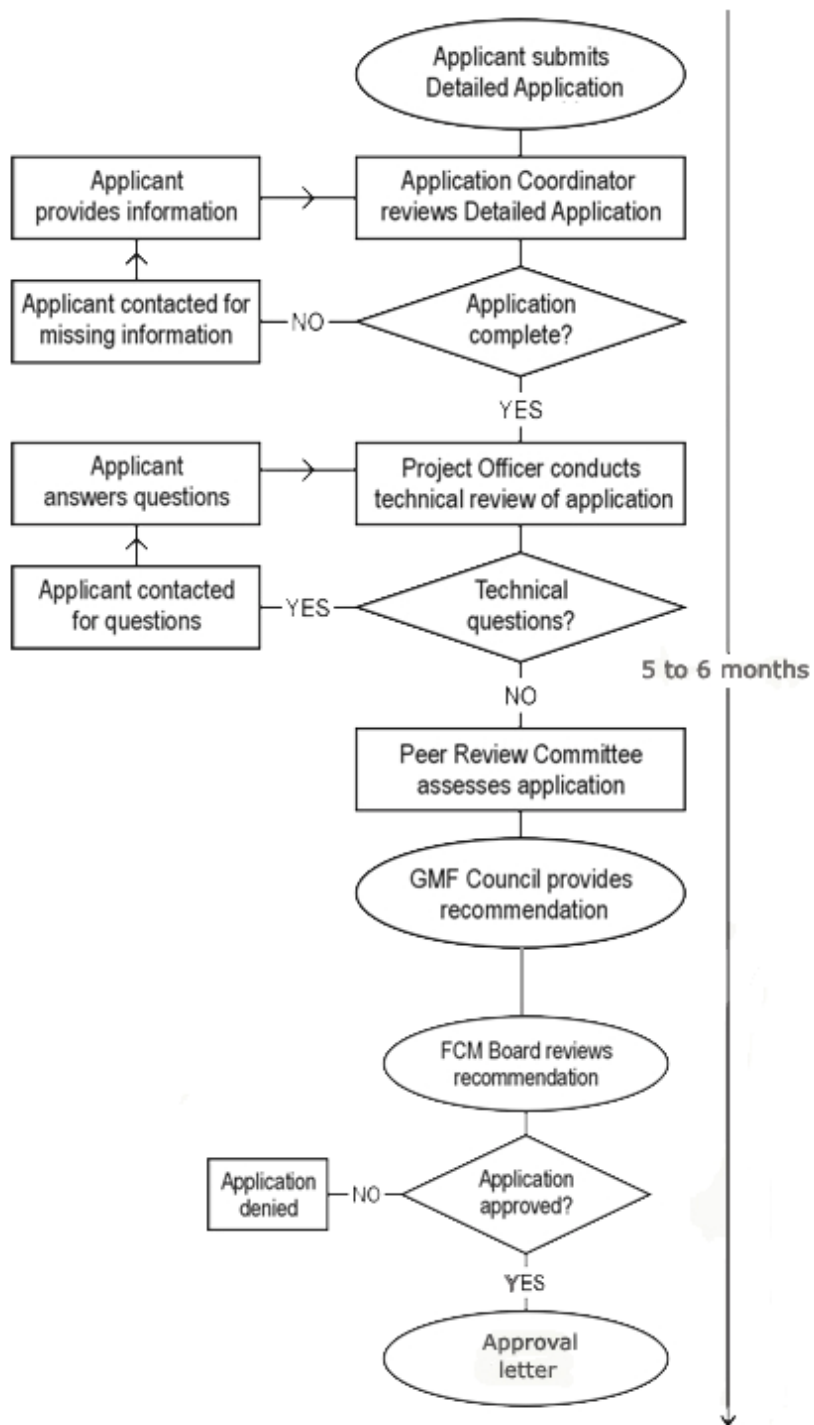 Applicant submits
Detailed Application
Applicant
provides information
Application Coordinator
reviews Detailed Application
Applicant contacted for
missing information
NO
Application
complete?
YES
Applicant
answers questions
Project Officer conducts
technical review of application
Applicant contacted
for questions
YES
Technical
questions?
5 to 6 months
NO
Peer Review Committee
assesses application
GMF Council provides
recommendation
FCM Board reviews
recommendation
Application
denied
NO
Application
approved?
YES
Approval
letter